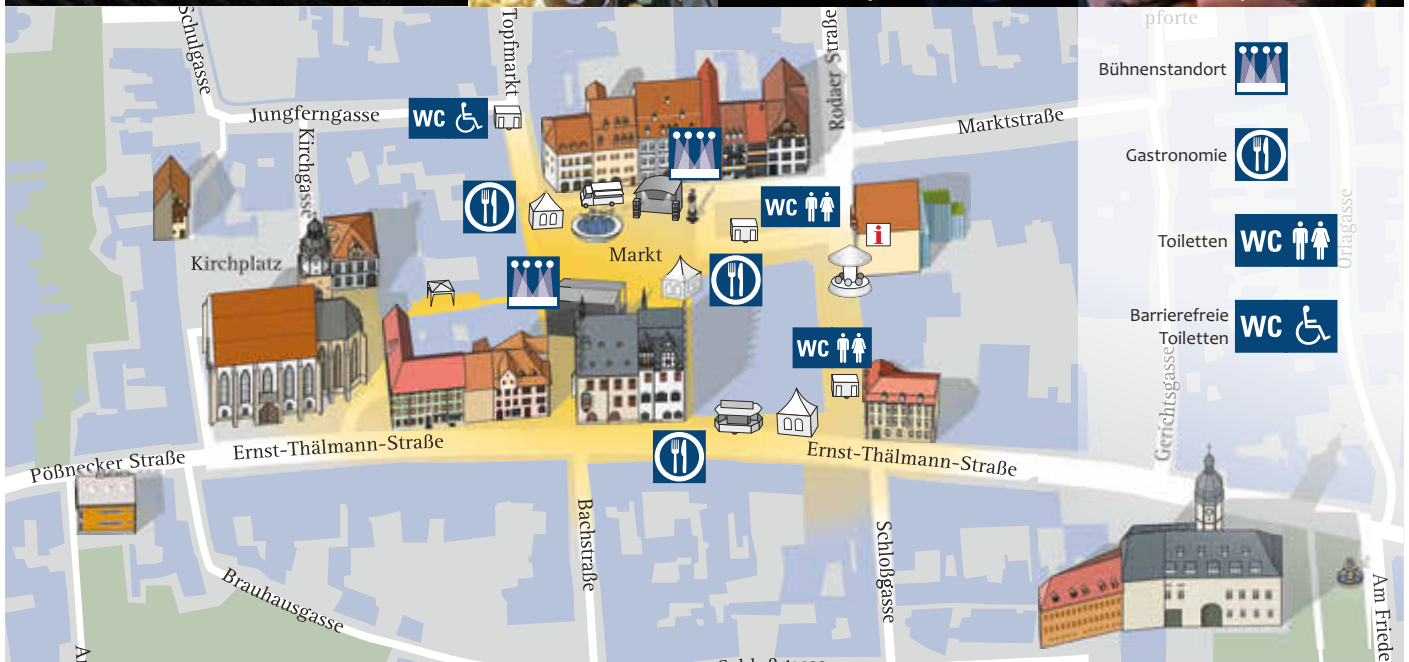 Schulgasse
Topfmarkt
Rodaer Straße
pforte
Bühnenstandort
Jungferngasse
WC
Marktstraße
Kirchgasse
Gastronomie
WC
Toiletten
WC
Orlagasse
i
Markt
Kirchplatz
Barrierefreie
Toiletten
WC
WC
Gerichtsgasse
Ernst-Thälmann-Straße
Ernst-Thälmann-Straße
Pößnecker Straße
Bachstraße
Schloßgasse
Brauhausgasse
Am Friede